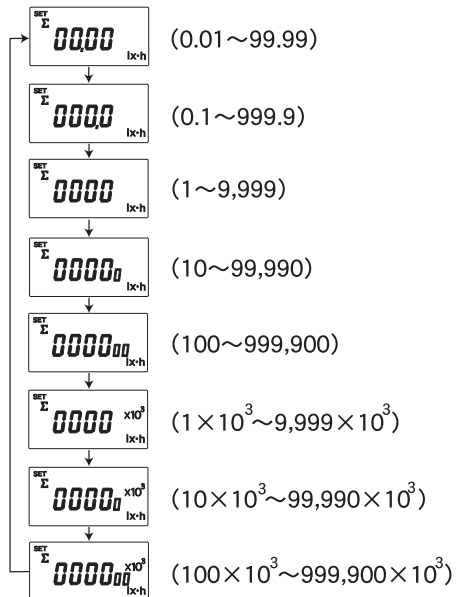 SET
Σ
00.00
lx·h
(0.01～99.99)
SET
Σ
000.0
lx·h
(0.1～999.9)
SET
Σ
0000
lx·h
(1～9,999)
SET
Σ
00000
lx·h
(10～99,990)
SET
Σ
000000
lx·h
(100～999,900)
SET
Σ
0000 ×10³
lx·h
(1×10³～9,999×10³)
SET
Σ
00000 ×10³
lx·h
(10×10³～99,990×10³)
SET
Σ
000000 ×10³
lx·h
(100×10³～999,900×10³)